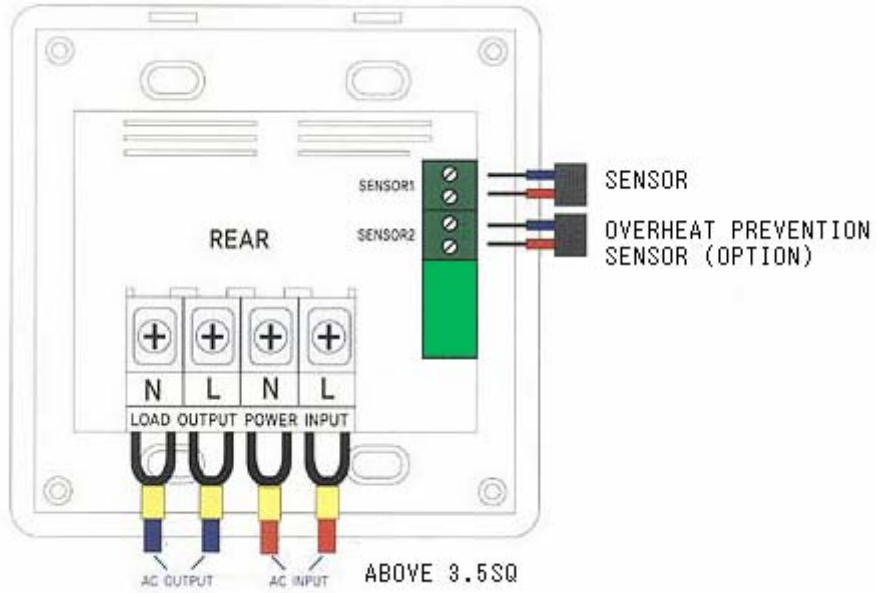 SENSOR1
SENSOR
SENSOR2
OVERHEAT PREVENTION
SENSOR (OPTION)
REAR
N L N L
LOAD OUTPUT POWER INPUT
AC OUTPUT
AC INPUT
ABOVE 3.5SQ